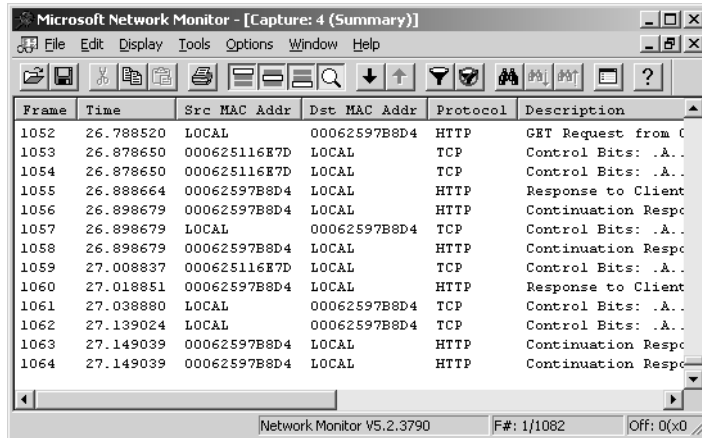 Microsoft Network Monitor - [Capture: 4 (Summary)]
File Edit Display Tools Options Window Help
Frame Time Src MAC Addr Dst MAC Addr Protocol Description
1052 26.788520 LOCAL 00062597B8D4 HTTP GET Request from
1053 26.878650 000625116E7D LOCAL TCP Control Bits: .A..
1054 26.878650 000625116E7D LOCAL TCP Control Bits: .A..
1055 26.888664 00062597B8D4 LOCAL HTTP Response to Client
1056 26.898679 00062597B8D4 LOCAL HTTP Continuation Respo
1057 26.898679 LOCAL 00062597B8D4 TCP Control Bits: .A..
1058 26.898679 00062597B8D4 LOCAL HTTP Continuation Respo
1059 27.008837 000625116E7D LOCAL TCP Control Bits: .A..
1060 27.018851 00062597B8D4 LOCAL HTTP Response to Client
1061 27.038880 LOCAL 00062597B8D4 TCP Control Bits: .A..
1062 27.139024 LOCAL 00062597B8D4 TCP Control Bits: .A..
1063 27.149039 00062597B8D4 LOCAL HTTP Continuation Respo
1064 27.149039 00062597B8D4 LOCAL HTTP Continuation Respo
Network Monitor V5.2.3790 F#: 1/1082 Off: 0(x0